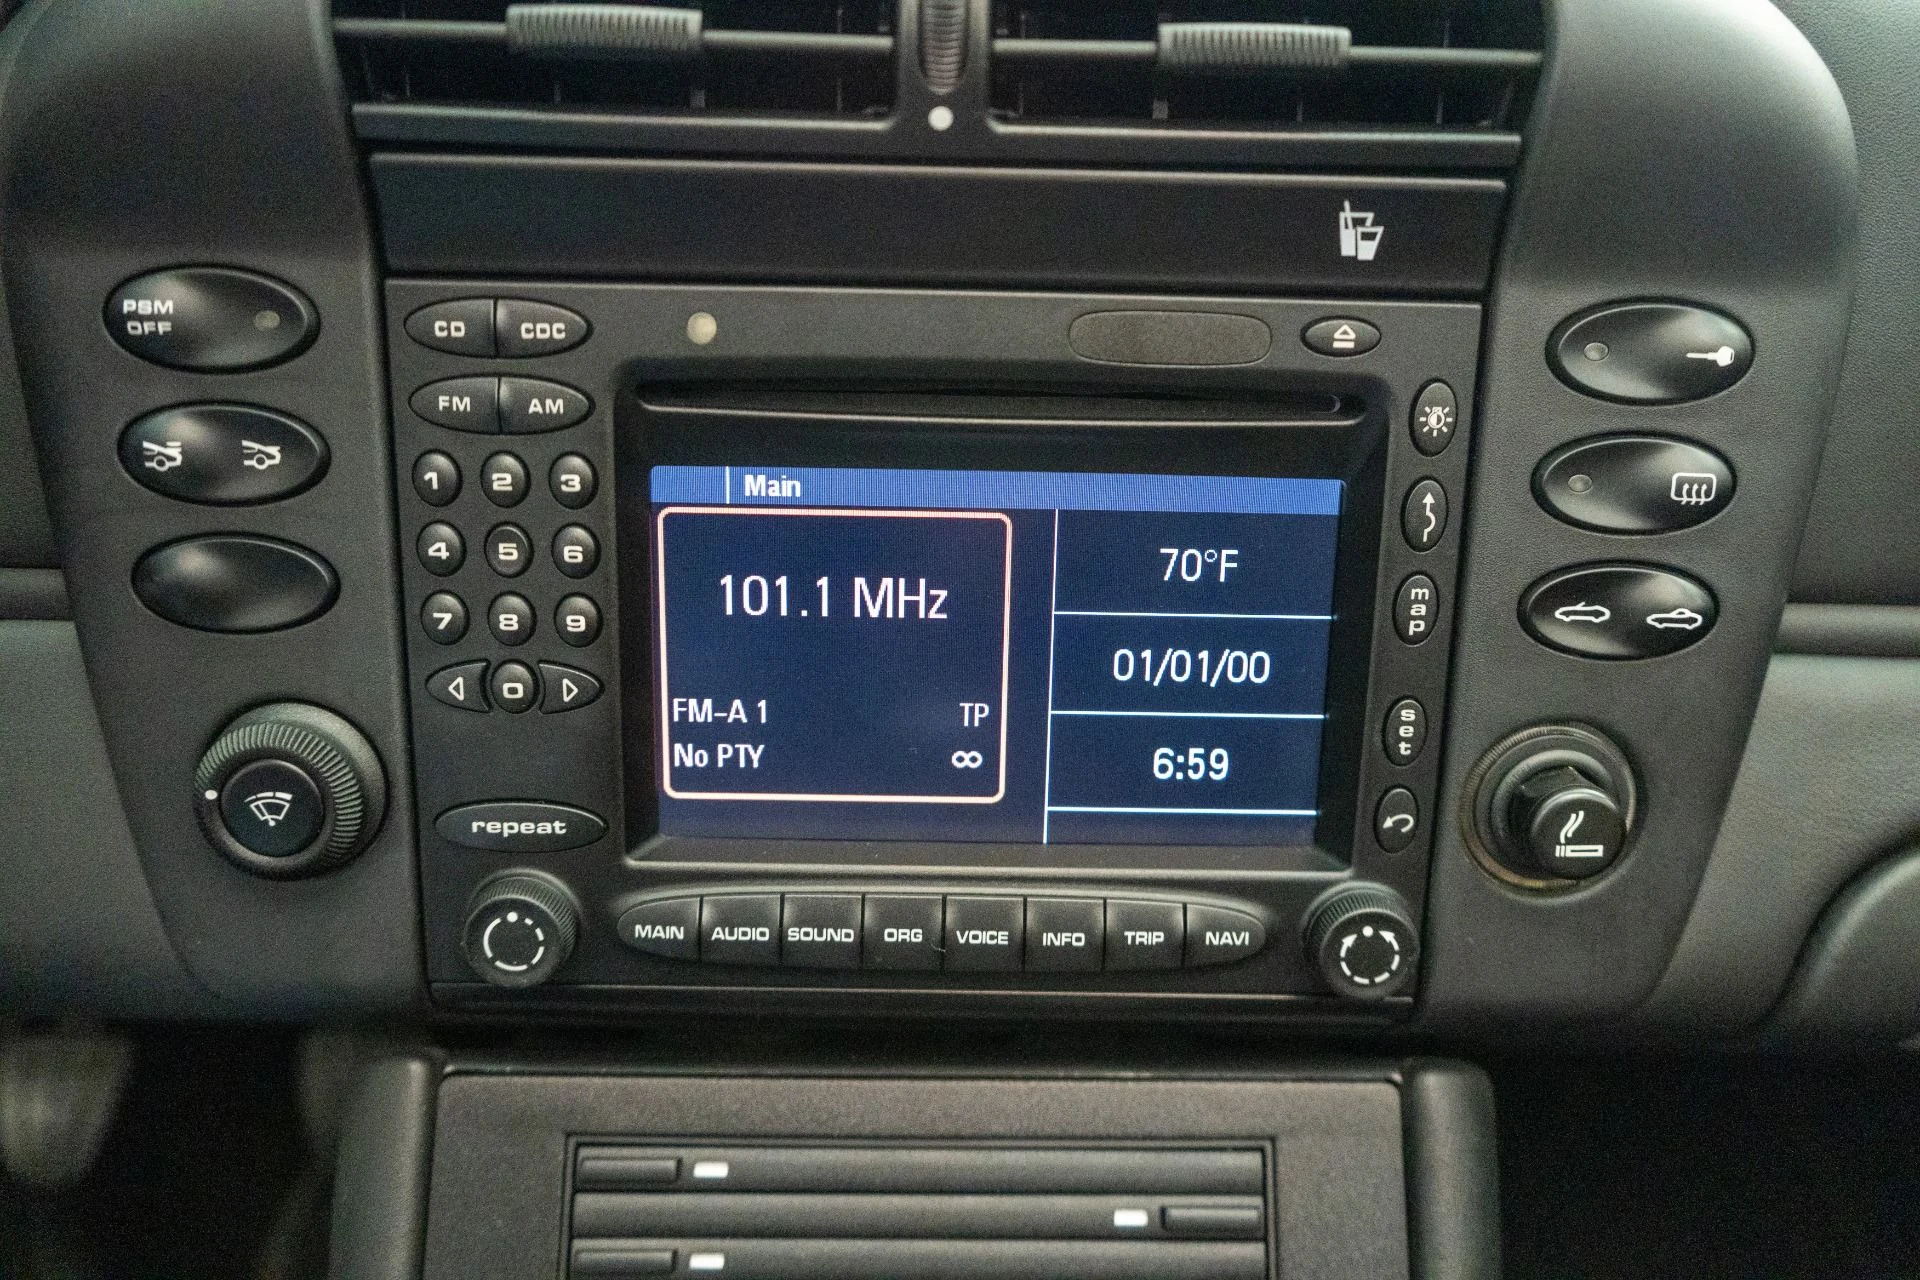 PSM
OFF
CD CDC
FM AM
1 2 3
4 5 6
7 8 9
0
repeat
Main
101.1 MHz
FM-A 1 TP
No PTY ∞
70°F
01/01/00
6:59
map
set
MAIN AUDIO SOUND ORG VOICE INFO TRIP NAVI